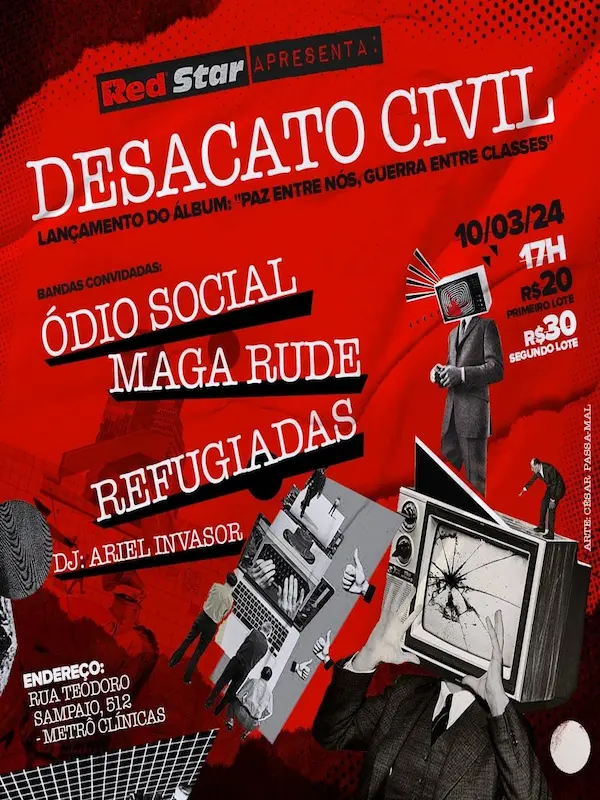 Red Star APRESENTA:
DESACATO CIVIL
LANÇAMENTO DO ÁLBUM: "PAZ ENTRE NÓS, GUERRA ENTRE CLASSES"
10/03/24
17H
R$20
PRIMEIRO LOTE
R$30
SEGUNDO LOTE
BANDAS CONVIDADAS:
ÓDIO SOCIAL
MAGA RUDE
REFUGIADAS
DJ: ARIEL INVASOR
ENDEREÇO:
RUA TEODORO
SAMPAIO, 512
- METRÔ CLÍNICAS
ARTE: CÉSAR PASSA-MAL